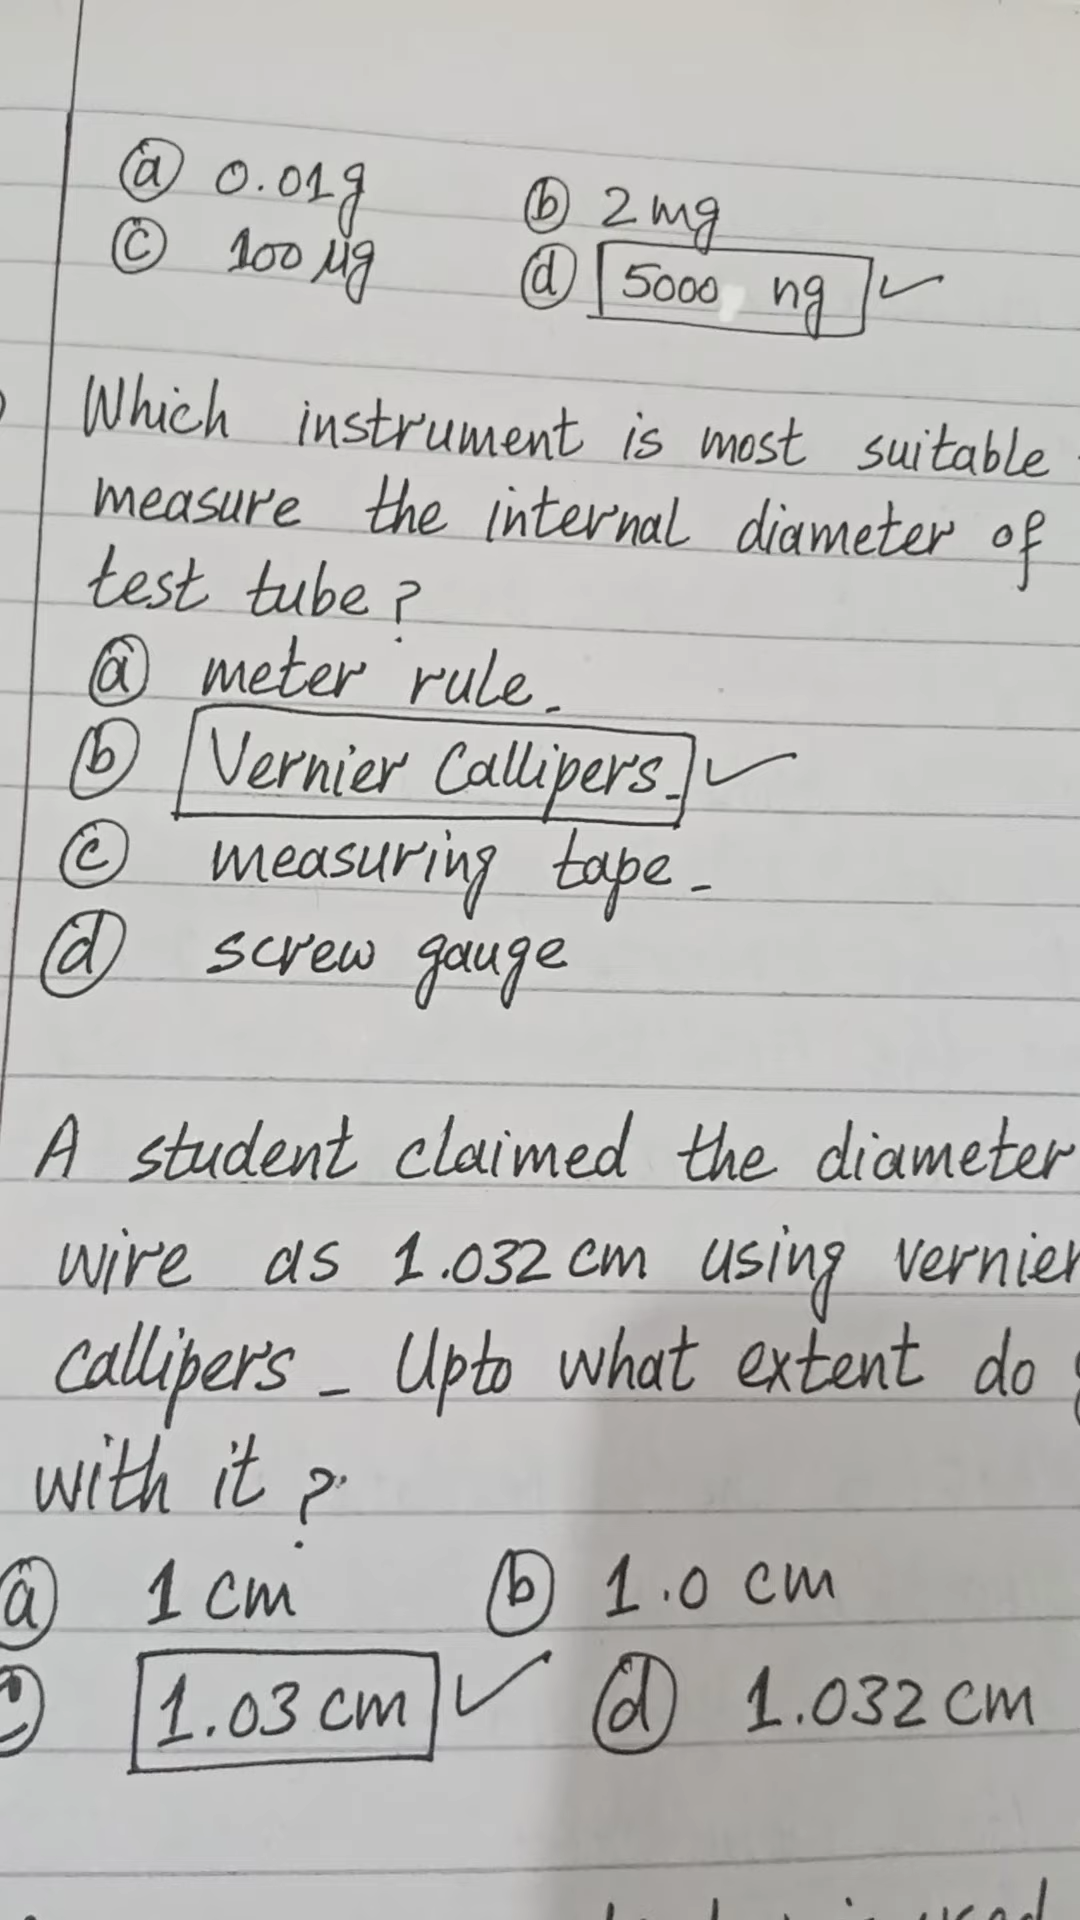 ⓐ 0.01g ⓑ 2mg
ⓒ 100 μg ⓓ 5000 ng ✓
Which instrument is most suitable
measure the internal diameter of
test tube?
ⓐ meter rule.
ⓑ Vernier Callipers. ✓
ⓒ measuring tape.
ⓓ screw gauge
A student claimed the diameter
wire as 1.032 cm using vernier
callipers. Upto what extent do
with it?
ⓐ 1 cm ⓑ 1.0 cm
ⓒ 1.03 cm ✓ ⓓ 1.032 cm